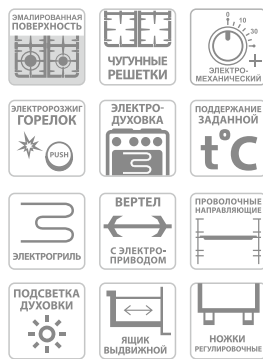 ЭМАЛИРОВАННАЯ
ПОВЕРХНОСТЬ
ЧУГУННЫЕ
РЕШЕТКИ
0
10
30
+
ЭЛЕКТРО-
МЕХАНИЧЕСКИЙ
ЭЛЕКТРОРОЗЖИГ
ГОРЕЛОК
PUSH
ЭЛЕКТРО-
ДУХОВКА
ПОДДЕРЖАНИЕ
ЗАДАННОЙ
t°C
ЭЛЕКТРОГРИЛЬ
ВЕРТЕЛ
С ЭЛЕКТРО-
ПРИВОДОМ
ПРОВОЛОЧНЫЕ
НАПРАВЛЯЮЩИЕ
ПОДСВЕТКА
ДУХОВКИ
ЯЩИК
ВЫДВИЖНОЙ
НОЖКИ
РЕГУЛИРОВОЧНЫЕ